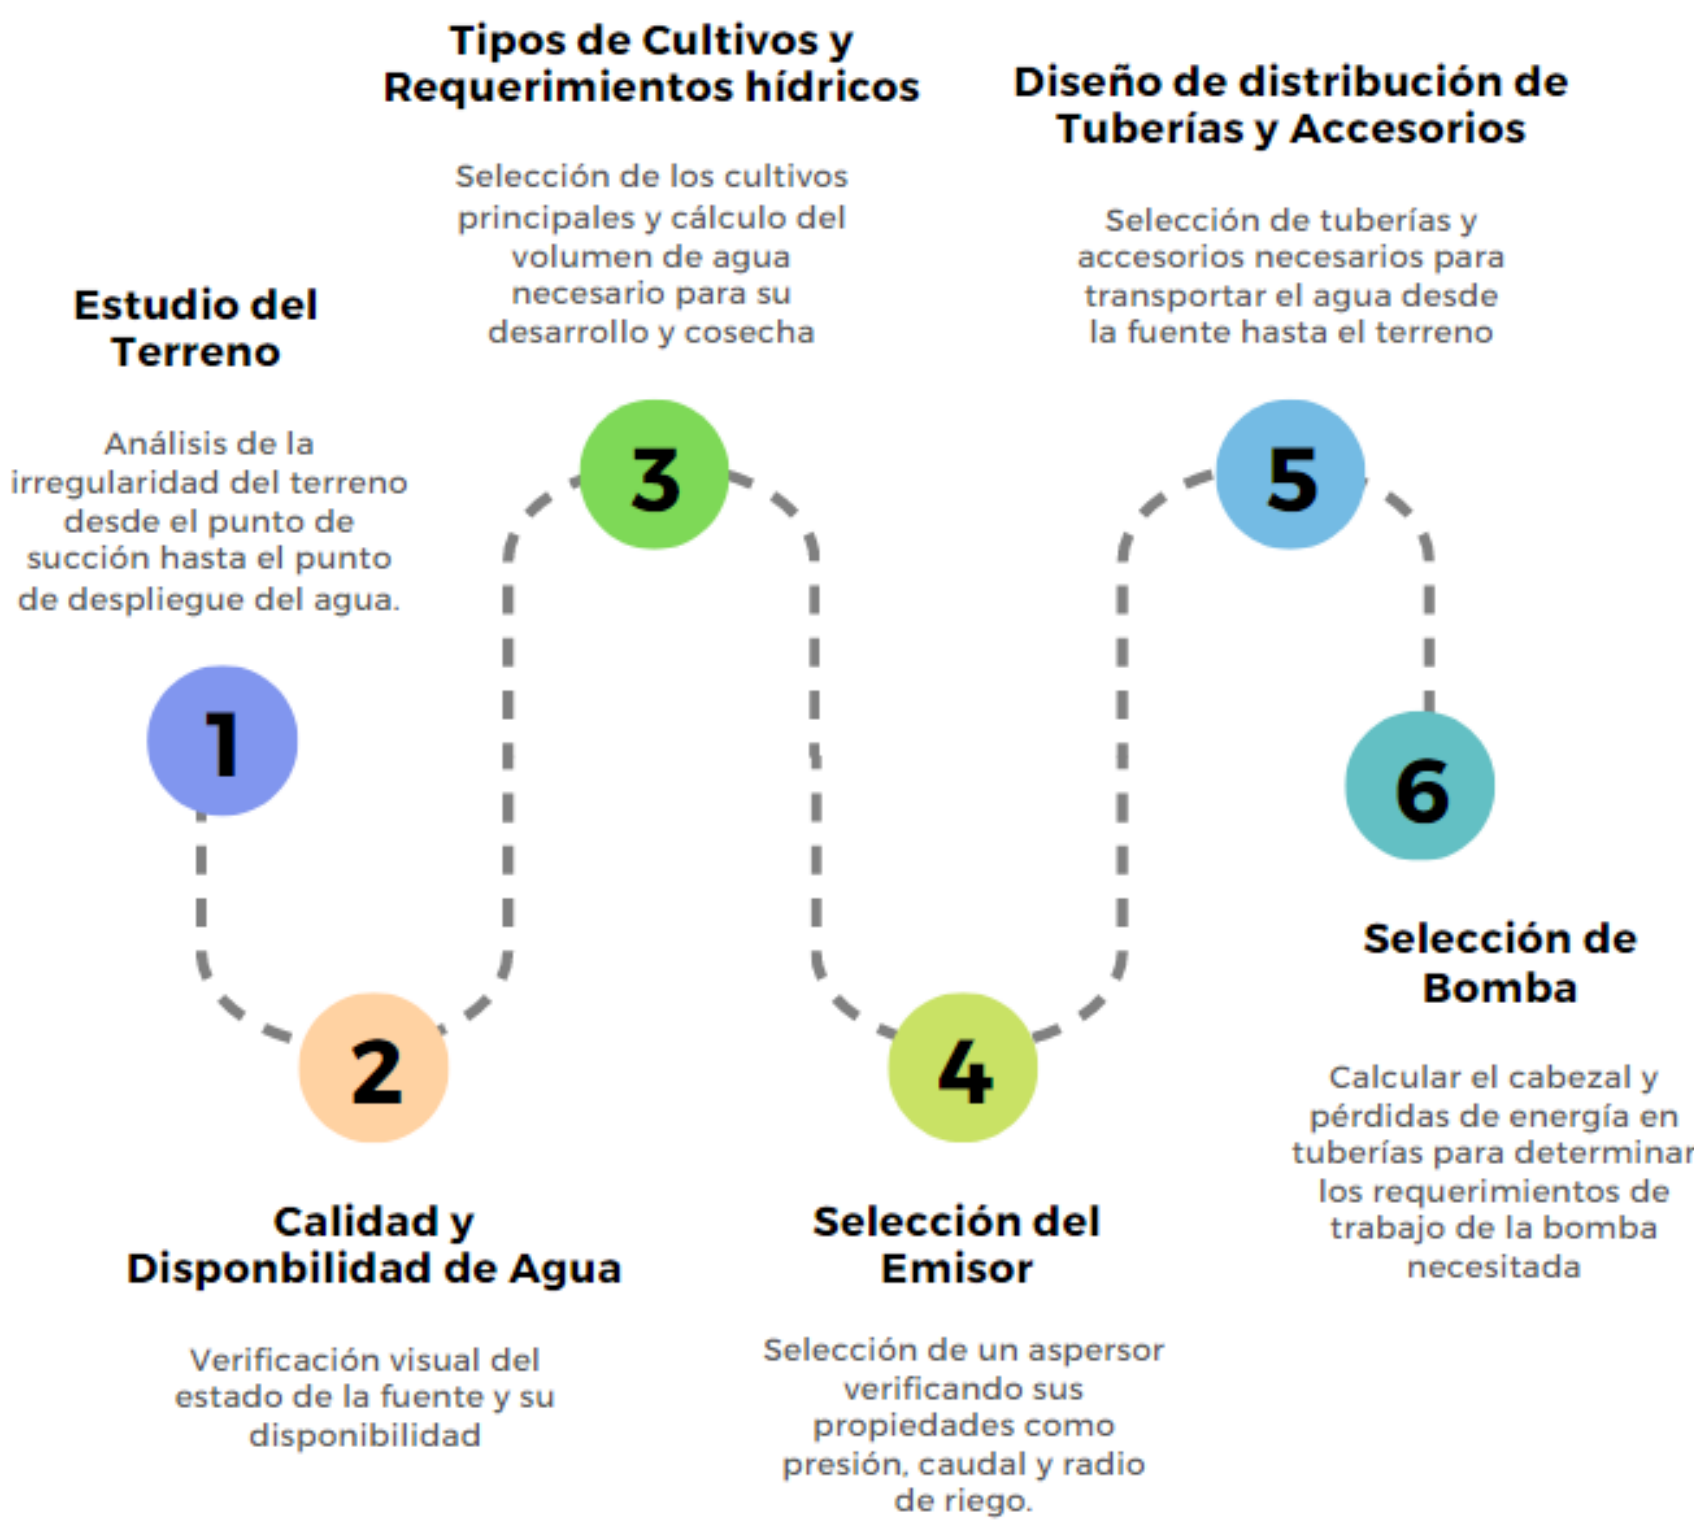 Estudio del
Terreno
Análisis de la
irregularidad del terreno
desde el punto de
succión hasta el punto
de despliegue del agua.
1
2
Calidad y
Disponbilidad de Agua
Verificación visual del
estado de la fuente y su
disponibilidad
Tipos de Cultivos y
Requerimientos hídricos
Selección de los cultivos
principales y cálculo del
volumen de agua
necesario para su
desarrollo y cosecha
3
4
Selección del
Emisor
Selección de un aspersor
verificando sus
propiedades como
presión, caudal y radio
de riego.
Diseño de distribución de
Tuberías y Accesorios
Selección de tuberías y
accesorios necesarios para
transportar el agua desde
la fuente hasta el terreno
5
6
Selección de
Bomba
Calcular el cabezal y
pérdidas de energía en
tuberías para determinar
los requerimientos de
trabajo de la bomba
necesitada